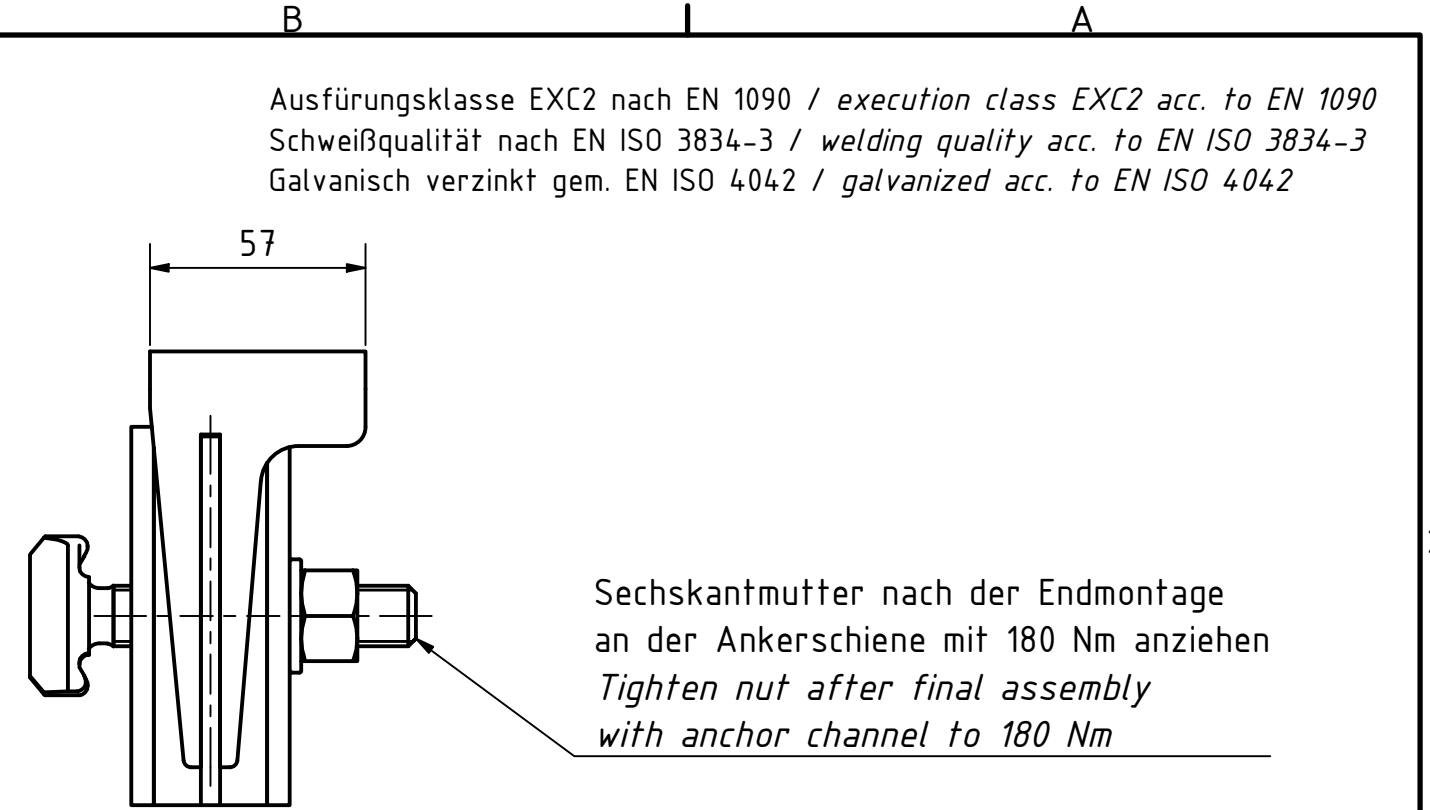 B A
Ausfürungsklasse EXC2 nach EN 1090 / execution class EXC2 acc. to EN 1090
Schweißqualität nach EN ISO 3834-3 / welding quality acc. to EN ISO 3834-3
Galvanisch verzinkt gem. EN ISO 4042 / galvanized acc. to EN ISO 4042
57
Sechskantmutter nach der Endmontage
an der Ankerschiene mit 180 Nm anziehen
Tighten nut after final assembly
with anchor channel to 180 Nm